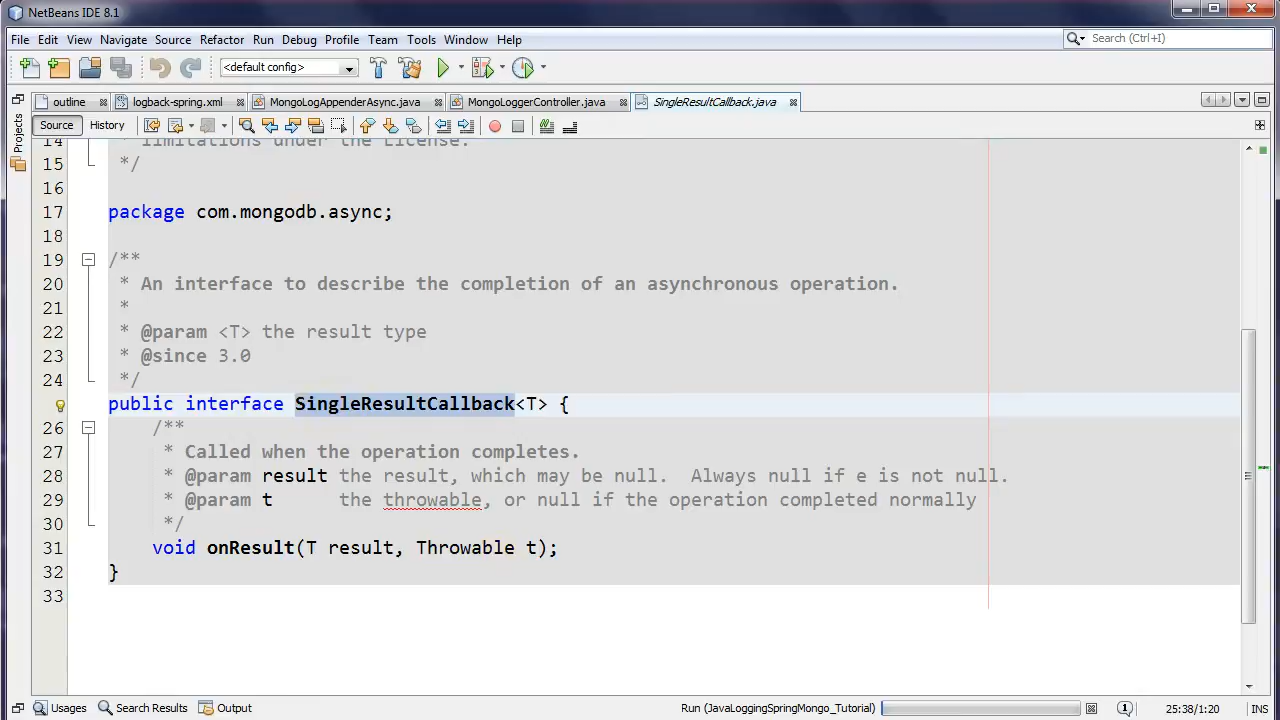 NetBeans IDE 8.1
File Edit View Navigate Source Refactor Run Debug Profile Team Tools Window Help
Search (Ctrl+I)
<default config>
outline logback-spring.xml MongoLogAppenderAsync.java MongoLoggerController.java SingleResultCallback.java
Projects
Source History
14 * limitations under the License.
15 */
16
17 package com.mongodb.async;
18
19 /**
20 * An interface to describe the completion of an asynchronous operation.
21 *
22 * @param <T> the result type
23 * @since 3.0
24 */
public interface SingleResultCallback<T> {
26 /**
27 * Called when the operation completes.
28 * @param result the result, which may be null.  Always null if e is not null.
29 * @param t      the throwable, or null if the operation completed normally
30 */
31 void onResult(T result, Throwable t);
32 }
33
Usages Search Results Output Run (JavaLoggingSpringMongo_Tutorial) 1 25:38/1:20 INS